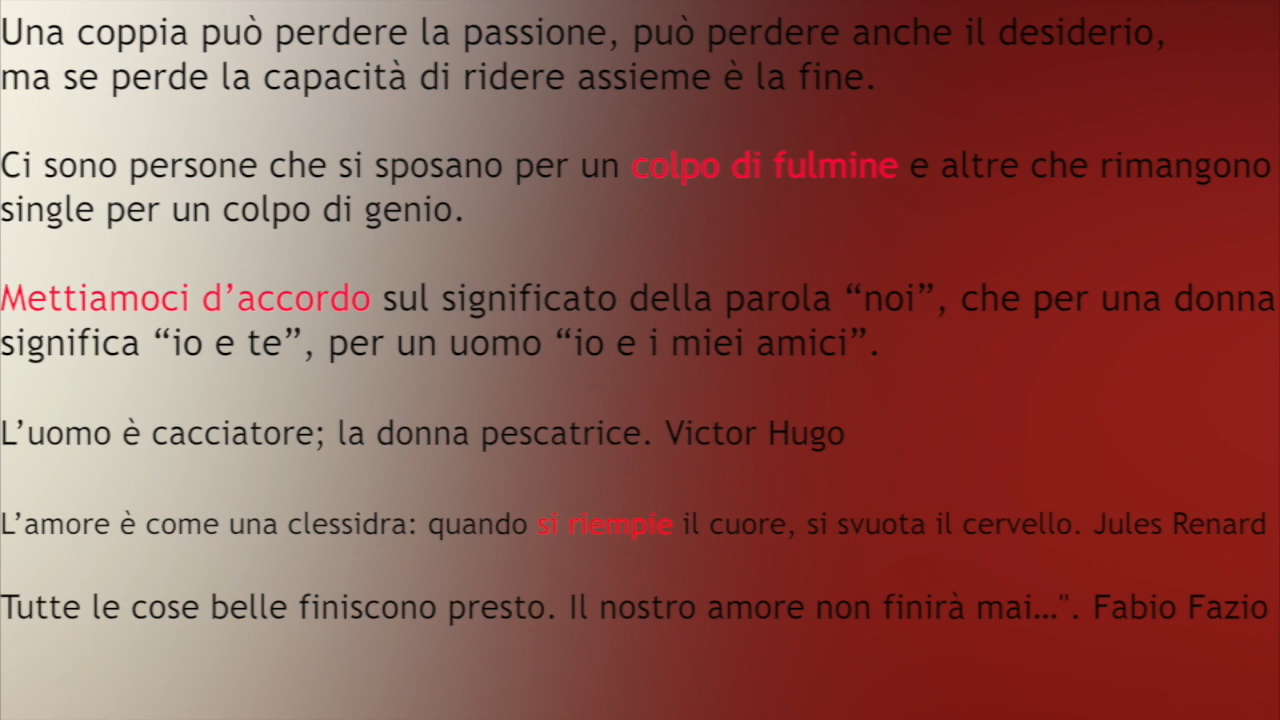 Una coppia può perdere la passione, può perdere anche il desiderio,
ma se perde la capacità di ridere assieme è la fine.
Ci sono persone che si sposano per un colpo di fulmine e altre che rimangono
single per un colpo di genio.
Mettiamoci d’accordo sul significato della parola “noi”, che per una donna
significa “io e te”, per un uomo “io e i miei amici”.
L’uomo è cacciatore; la donna pescatrice. Victor Hugo
L’amore è come una clessidra: quando si riempie il cuore, si svuota il cervello. Jules Renard
Tutte le cose belle finiscono presto. Il nostro amore non finirà mai…". Fabio Fazio